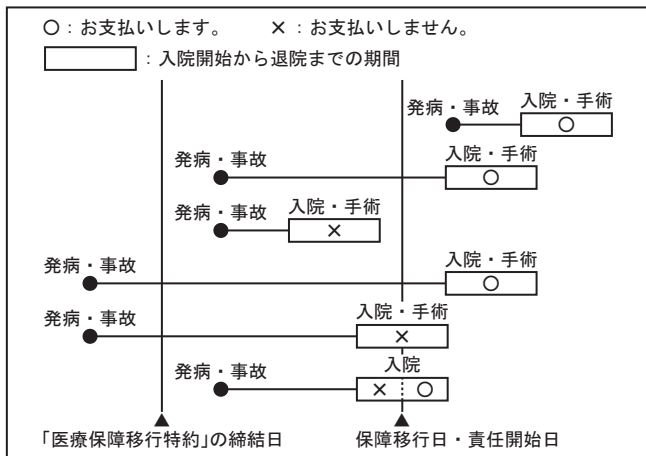 ○：お支払いします。　×：お支払いしません。
：入院開始から退院までの期間
入院・手術
発病・事故
○
入院・手術
発病・事故
○
入院・手術
発病・事故
×
入院・手術
発病・事故
○
入院・手術
発病・事故
×
入院
発病・事故
×　○
「医療保障移行特約」の締結日　保障移行日・責任開始日